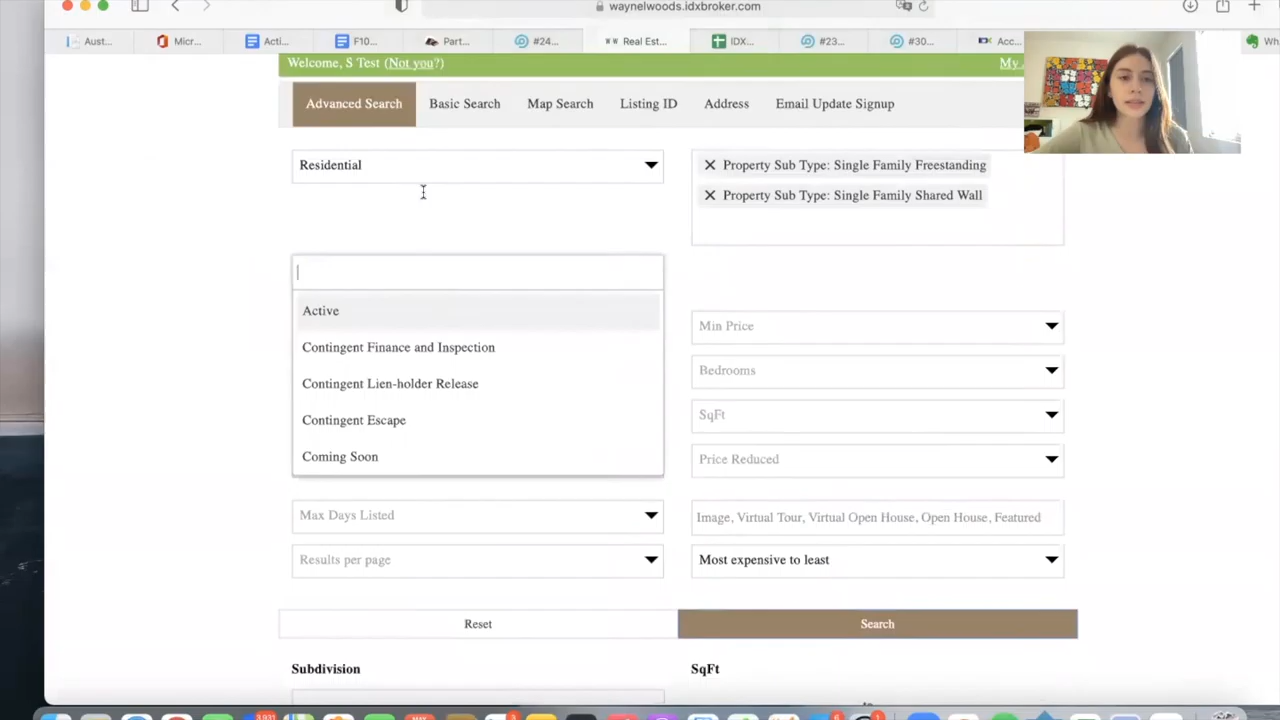 waynelwoods.idxbroker.com
Aust... Micr... Acti... F10... Part... #24... Real Est... IDX... #23... #30... Acc... Wh
Welcome, S Test (Not you?) My
Advanced Search Basic Search Map Search Listing ID Address Email Update Signup
Residential
Property Sub Type: Single Family Freestanding
Property Sub Type: Single Family Shared Wall
Active
Contingent Finance and Inspection
Contingent Lien-holder Release
Contingent Escape
Coming Soon
Min Price
Bedrooms
SqFt
Price Reduced
Max Days Listed
Image, Virtual Tour, Virtual Open House, Open House, Featured
Results per page
Most expensive to least
Reset Search
Subdivision SqFt